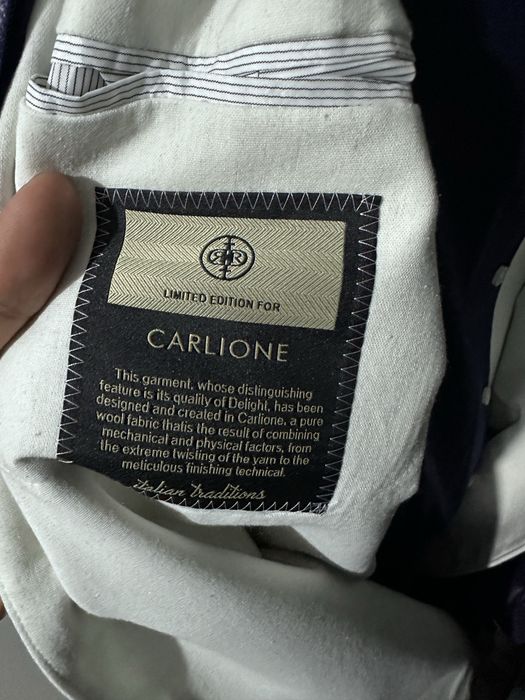 LIMITED EDITION FOR
CARLIONE
This garment, whose distinguishing
feature is its quality of Delight, has been
designed and created in Carlione, a pure
wool fabric thatis the result of combining
mechanical and physical factors, from
the extreme twisting of the yarn to the
meticulous finishing technical.
italian traditions